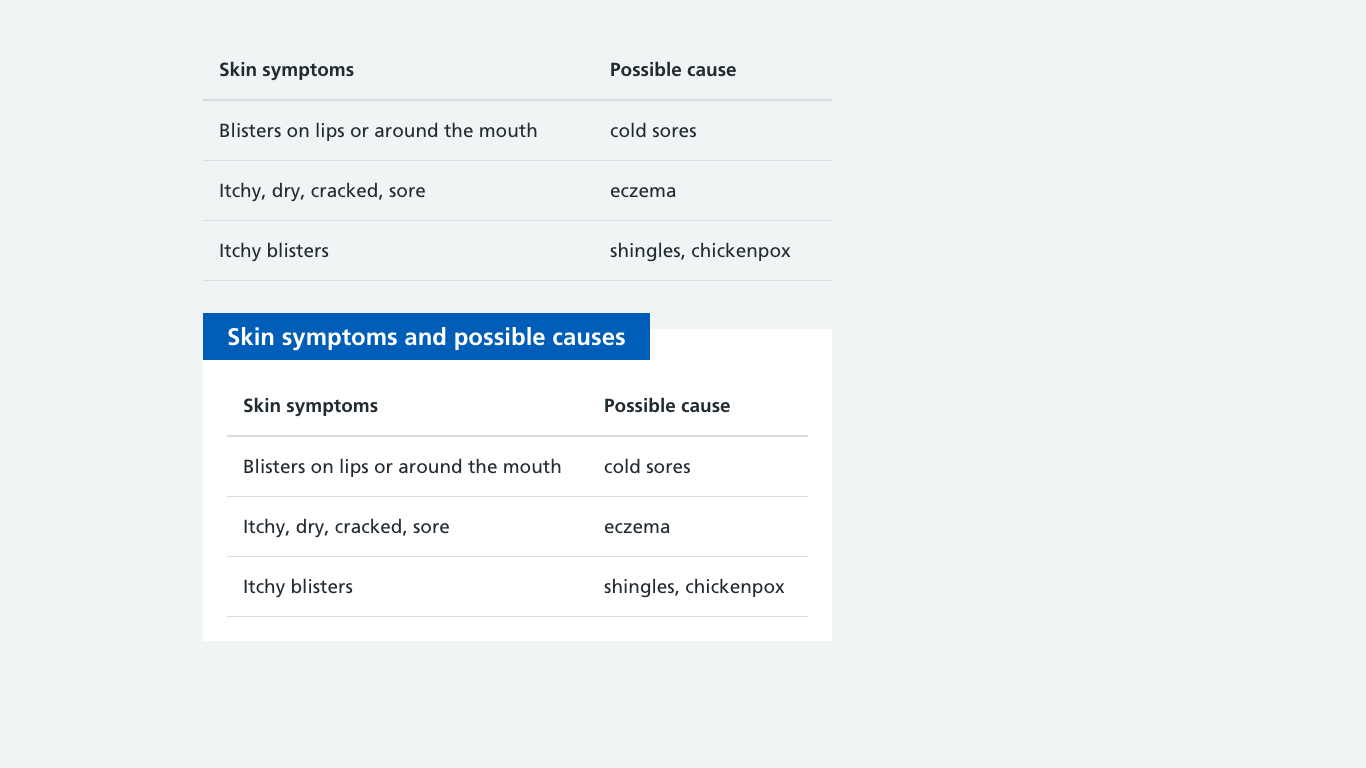 Skin symptoms Possible cause
Blisters on lips or around the mouth cold sores
Itchy, dry, cracked, sore eczema
Itchy blisters shingles, chickenpox
Skin symptoms and possible causes
Skin symptoms Possible cause
Blisters on lips or around the mouth cold sores
Itchy, dry, cracked, sore eczema
Itchy blisters shingles, chickenpox